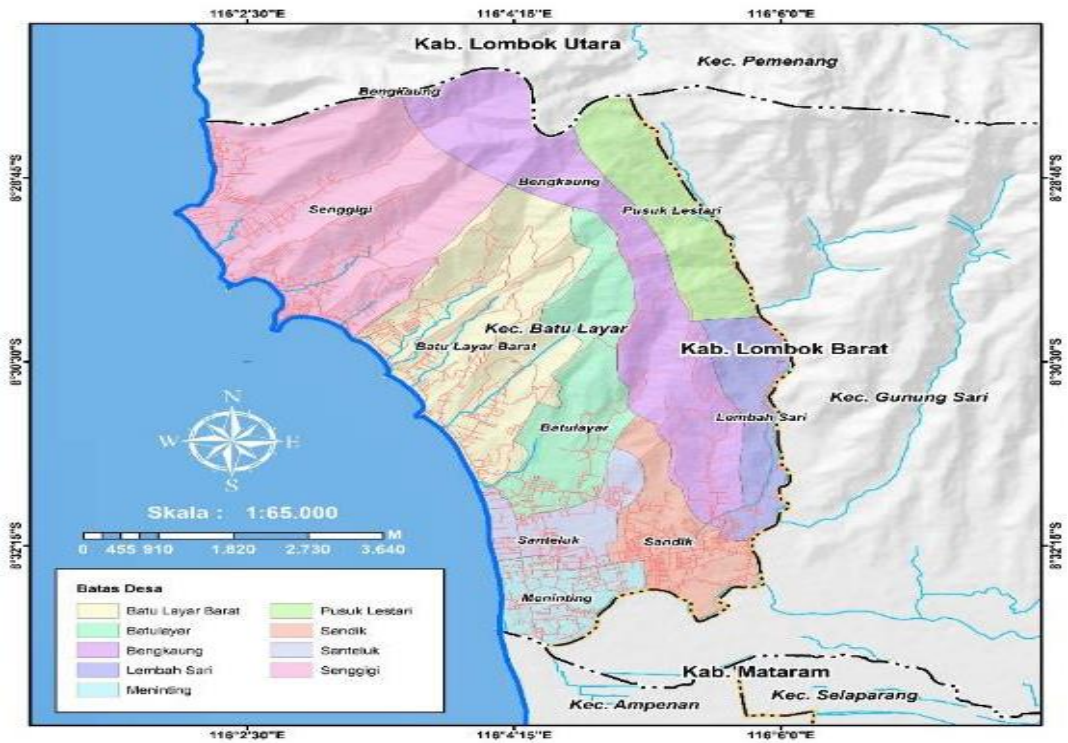 116°2'30"E 116°4'15"E 116°6'0"E
Kab. Lombok Utara
Kec. Pemenang
Bengkaung
8°28'45"S 8°28'45"S
Bengkaung
Senggigi
Pusuk Lestari
Kec. Batu Layar
Batu Layar Barat
Kab. Lombok Barat
8°30'30"S 8°30'30"S
Kec. Gunung Sari
N
W E
S
Lembah Sari
Batulayar
Skala : 1:65.000
M
0 455 910 1.820 2.730 3.640
Santeluk
Sandik
8°32'15"S 8°32'15"S
Meninting
Batas Desa
Batu Layar Barat
Batulayar
Bengkaung
Lembah Sari
Meninting
Pusuk Lestari
Sandik
Santeluk
Senggigi
Kab. Mataram
Kec. Ampenan
Kec. Selaparang
116°2'30"E 116°4'15"E 116°6'0"E